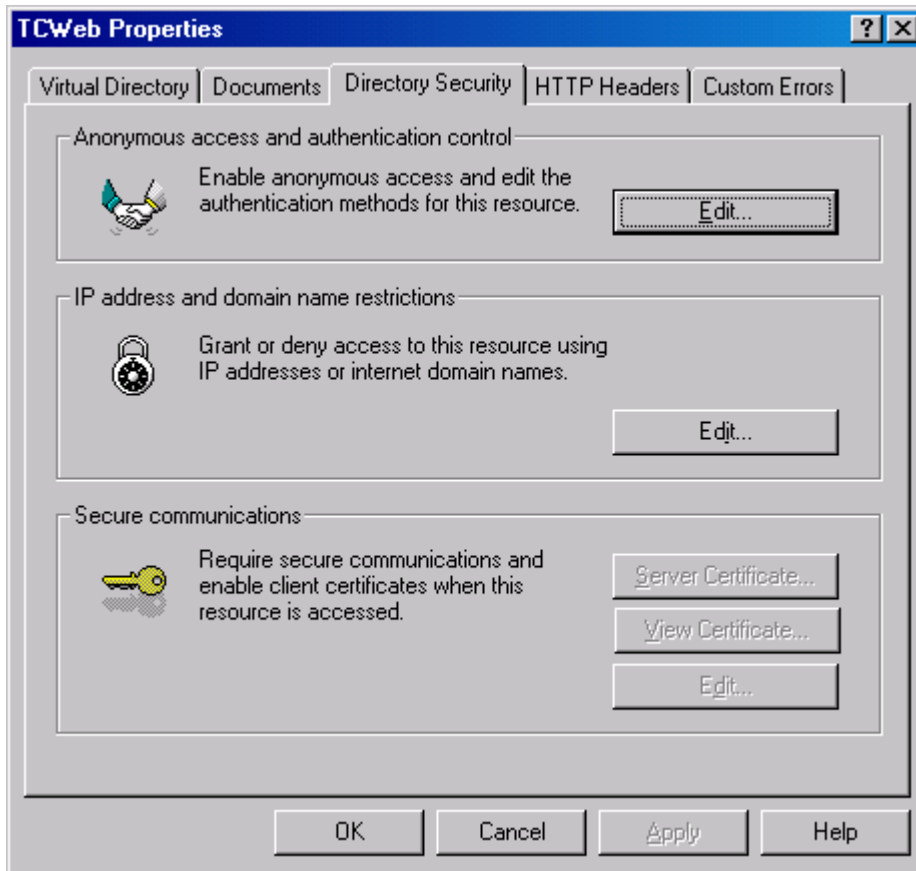 TCWeb Properties
Virtual Directory Documents Directory Security HTTP Headers Custom Errors
Anonymous access and authentication control
Enable anonymous access and edit the
authentication methods for this resource.
Edit...
IP address and domain name restrictions
Grant or deny access to this resource using
IP addresses or internet domain names.
Edit...
Secure communications
Require secure communications and
enable client certificates when this
resource is accessed.
Server Certificate...
View Certificate...
Edit...
OK Cancel Apply Help